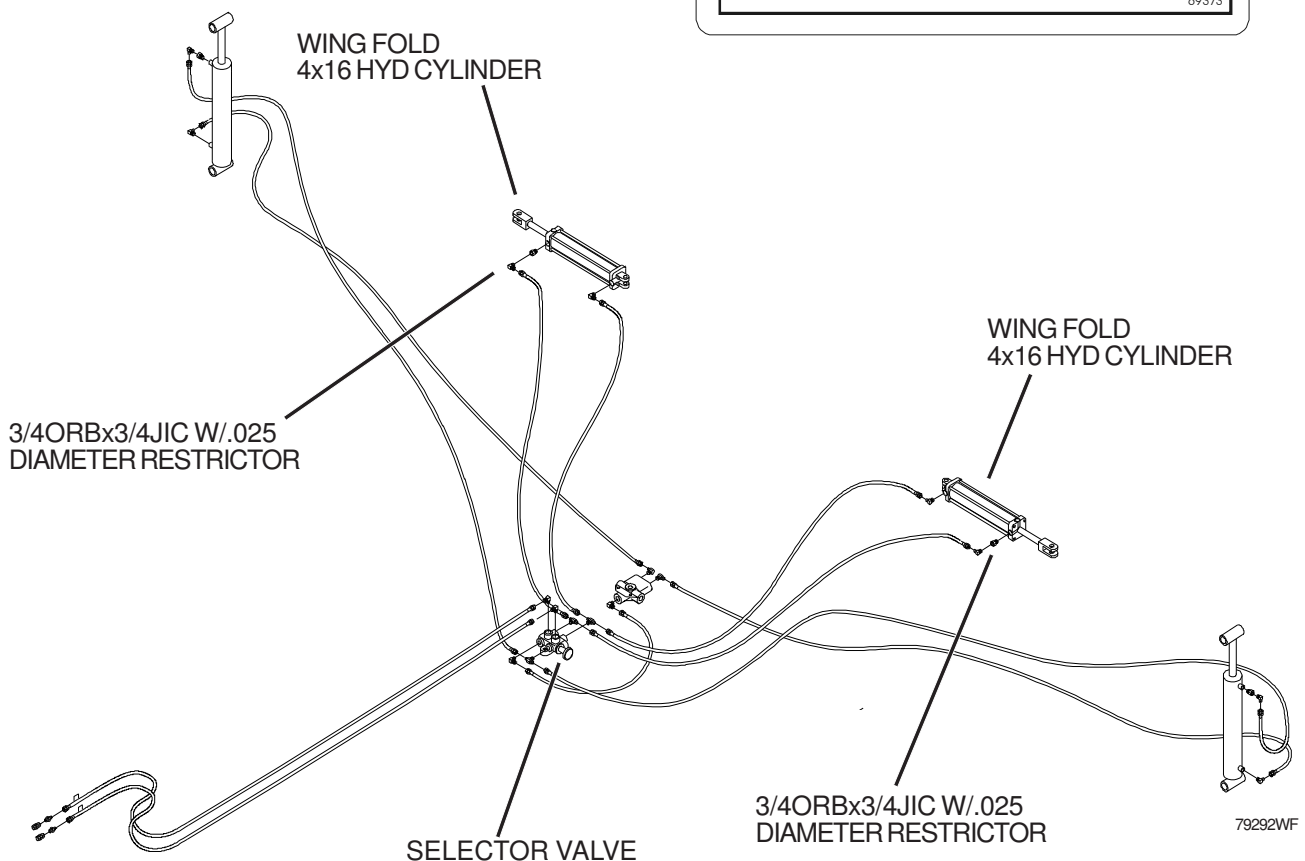 69373
WING FOLD
4x16 HYD CYLINDER
WING FOLD
4x16 HYD CYLINDER
3/4ORBx3/4JIC W/.025
DIAMETER RESTRICTOR
3/4ORBx3/4JIC W/.025
DIAMETER RESTRICTOR
79292WF
SELECTOR VALVE